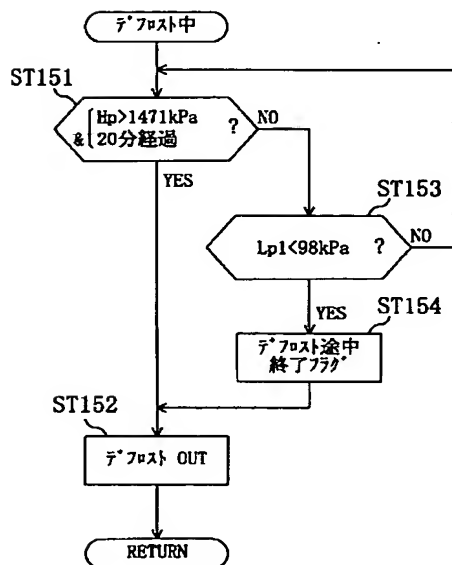 ﾃﾞﾌﾛｽﾄ中
ST151
Hp>1471kPa
& 20分経過 ?
NO
YES
ST153
Lp1<98kPa ?
NO
YES
ST154
ﾃﾞﾌﾛｽﾄ途中
終了ﾌﾗｸﾞ
ST152
ﾃﾞﾌﾛｽﾄ OUT
RETURN